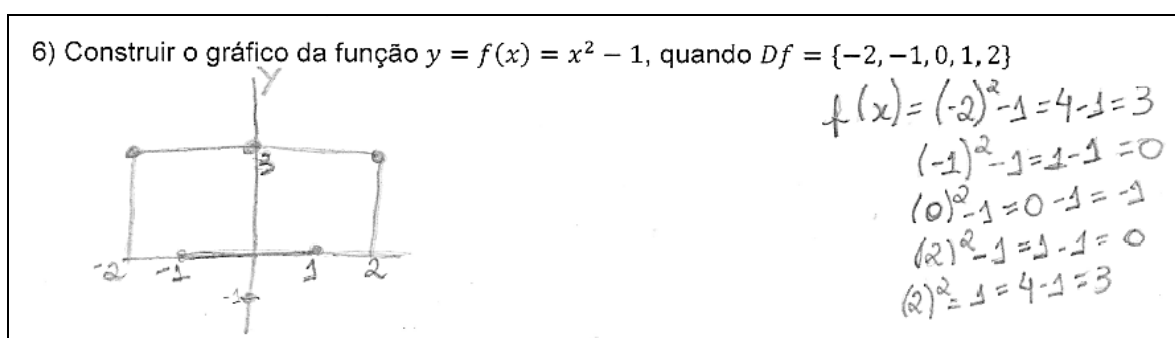 6) Construir o gráfico da função y = f(x) = x² − 1, quando Df = {−2, −1, 0, 1, 2}
y
3
-2 -1 1 2
-1
f(x) = (-2)²-1 = 4-1 = 3
(-1)²-1 = 1-1 = 0
(0)²-1 = 0-1 = -1
(2)²-1 = 1-1 = 0
(2)²-1 = 4-1 = 3